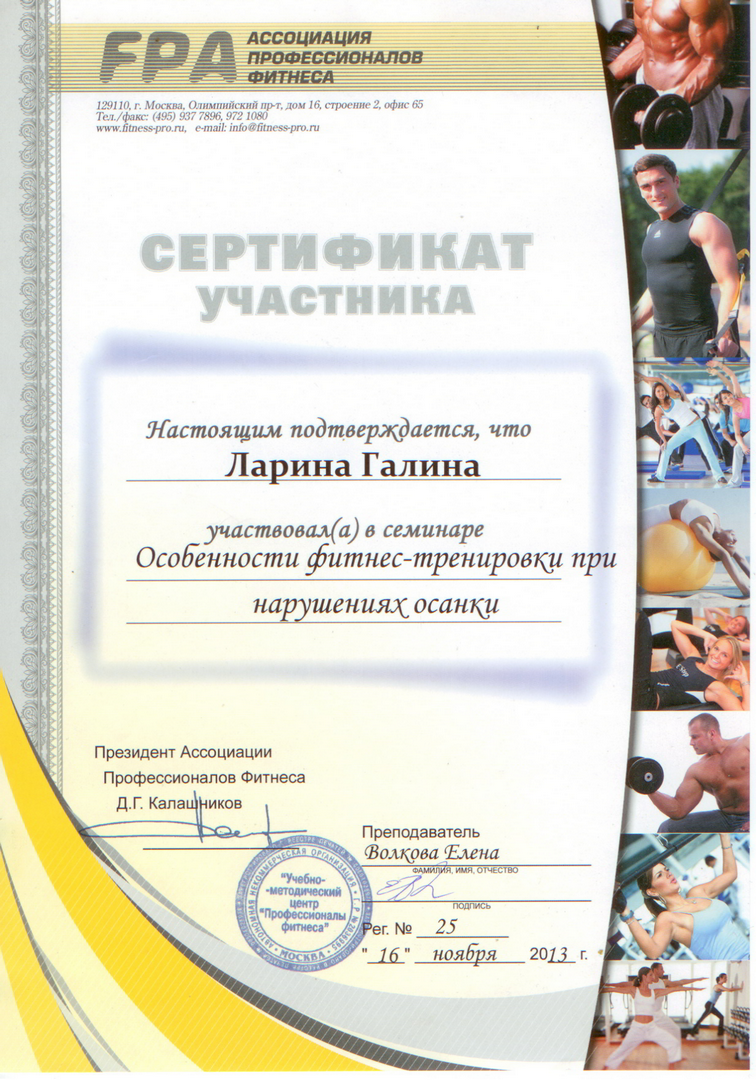 FPA
АССОЦИАЦИЯ
ПРОФЕССИОНАЛОВ
ФИТНЕСА
129110, г. Москва, Олимпийский пр-т, дом 16, строение 2, офис 65
Тел./факс: (495) 937 7896, 972 1080
www.fitness-pro.ru, e-mail: info@fitness-pro.ru
СЕРТИФИКАТ
УЧАСТНИКА
Настоящим подтверждается, что
Ларина Галина
участвовал(а) в семинаре
Особенности фитнес-тренировки при
нарушениях осанки
Президент Ассоциации
Профессионалов Фитнеса
Д.Г. Калашников
Преподаватель
Волкова Елена
ФАМИЛИЯ, ИМЯ, ОТЧЕСТВО
ПОДПИСЬ
Рег. № 25
"16" ноября 2013 г.
АВТОНОМНАЯ НЕКОММЕРЧЕСКАЯ ОРГАНИЗАЦИЯ
"Учебно-
-методический
центр
"Профессионалы
фитнеса"
МОСКВА